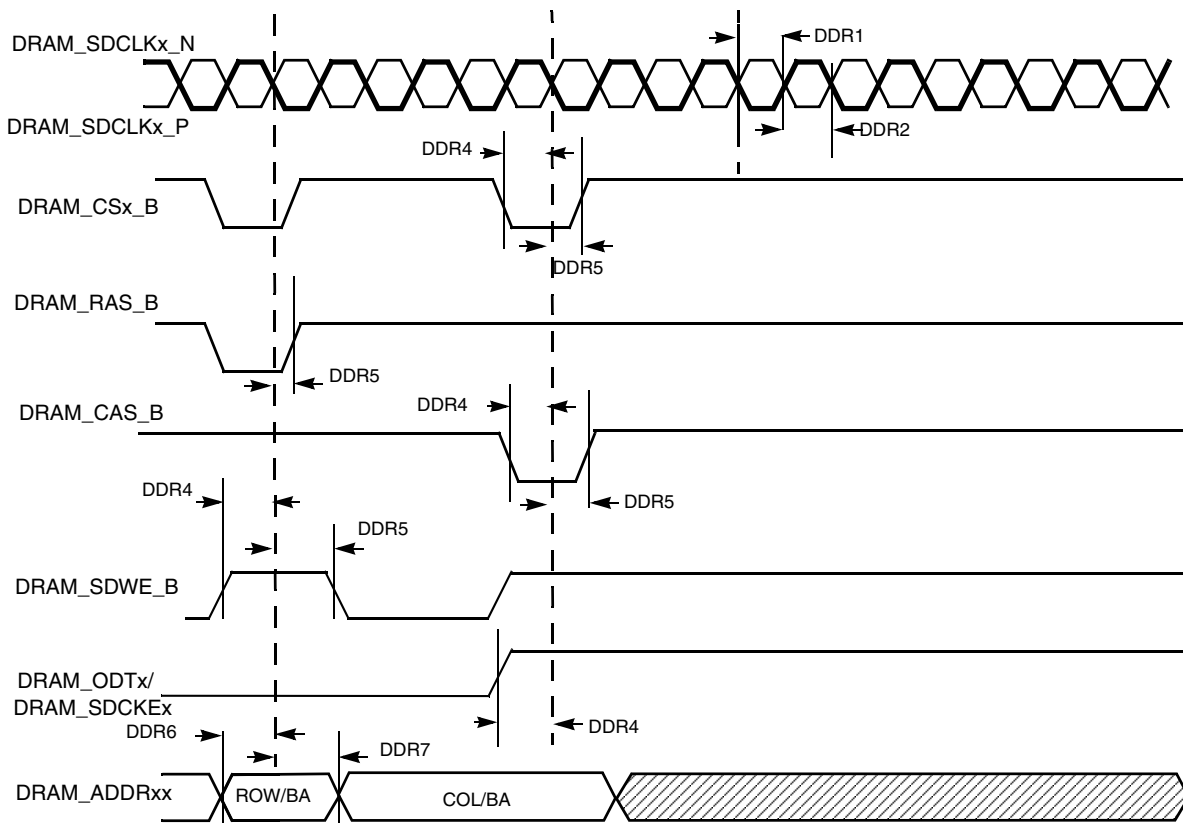 DRAM_SDCLKx_N
DDR1
DRAM_SDCLKx_P
DDR2
DDR4
DRAM_CSx_B
DDR5
DRAM_RAS_B
DDR5
DRAM_CAS_B
DDR4
DDR4
DDR5
DDR5
DRAM_SDWE_B
DRAM_ODTx/
DRAM_SDCKEx
DDR4
DDR6
DDR7
DRAM_ADDRxx
ROW/BA
COL/BA